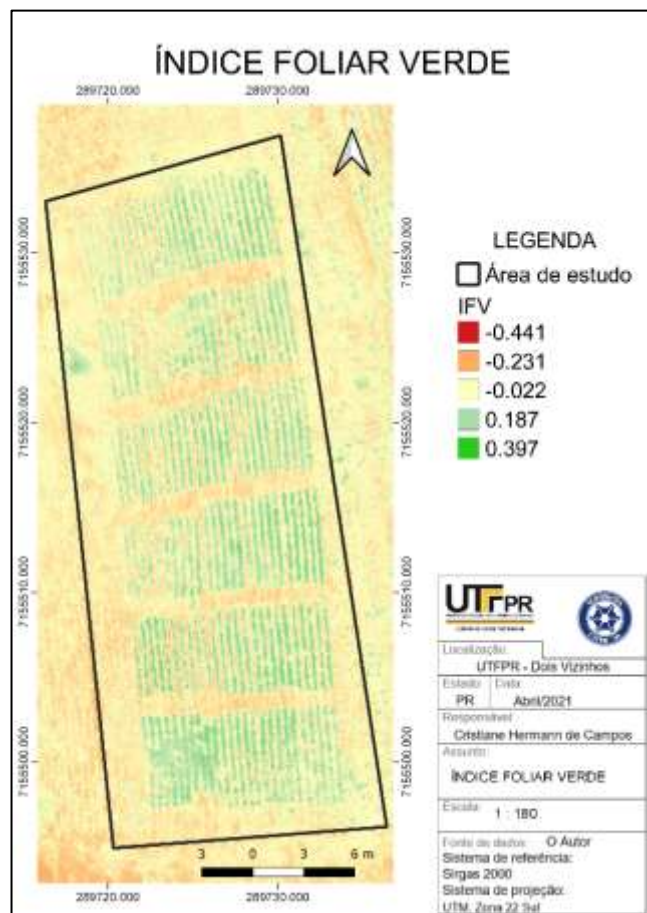 ÍNDICE FOLIAR VERDE
289720.000 289730.000
7155530.000 7155530.000
7155520.000 7155520.000
7155510.000 7155510.000
7155500.000 7155500.000
3 0 3 6 m
289720.000 289730.000
LEGENDA
Área de estudo
IFV
-0.441
-0.231
-0.022
0.187
0.397
UTFPR
Localização:
UTFPR - Dois Vizinhos
Estado Data
PR Abril/2021
Responsável
Cristiane Hermann de Campos
Assunto:
ÍNDICE FOLIAR VERDE
Escala: 1 : 180
Fonte de dados: O Autor
Sistema de referência:
Sirgas 2000
Sistema de projeção:
UTM, Zona 22 Sul